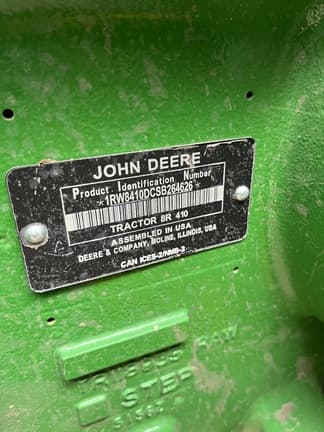 JOHN DEERE
Product Identification Number
*1RW8410DCSB264626*
TRACTOR 8R 410
ASSEMBLED IN USA
DEERE & COMPANY, MOLINE, ILLINOIS, USA
CAN ICES-2/NMB-2
STEP